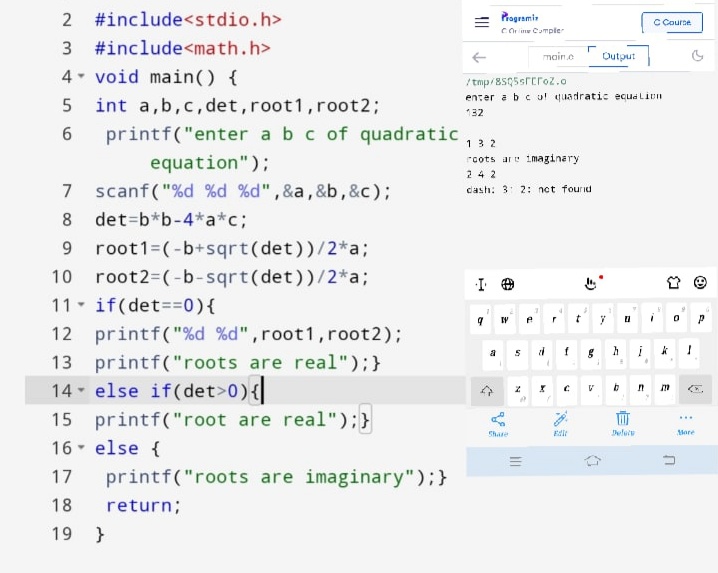 2 #include<stdio.h>
3 #include<math.h>
4 void main() {
5 int a,b,c,det,root1,root2;
6 printf("enter a b c of quadratic
equation");
7 scanf("%d %d %d",&a,&b,&c);
8 det=b*b-4*a*c;
9 root1=(-b+sqrt(det))/2*a;
10 root2=(-b-sqrt(det))/2*a;
11 if(det==0){
12 printf("%d %d",root1,root2);
13 printf("roots are real");}
14 else if(det>0){
15 printf("root are real");}
16 else {
17 printf("roots are imaginary");}
18 return;
19 }
Programiz
C Online Compiler
C Course
main.c
Output
enter a b c of quadratic equation
132
1 3 2
roots are imaginary
2 4 2
dash: 3: 2: not found
q w e r t y u i o p
a s d f g h j k l
z x c v b n m
Share Edit Delete More